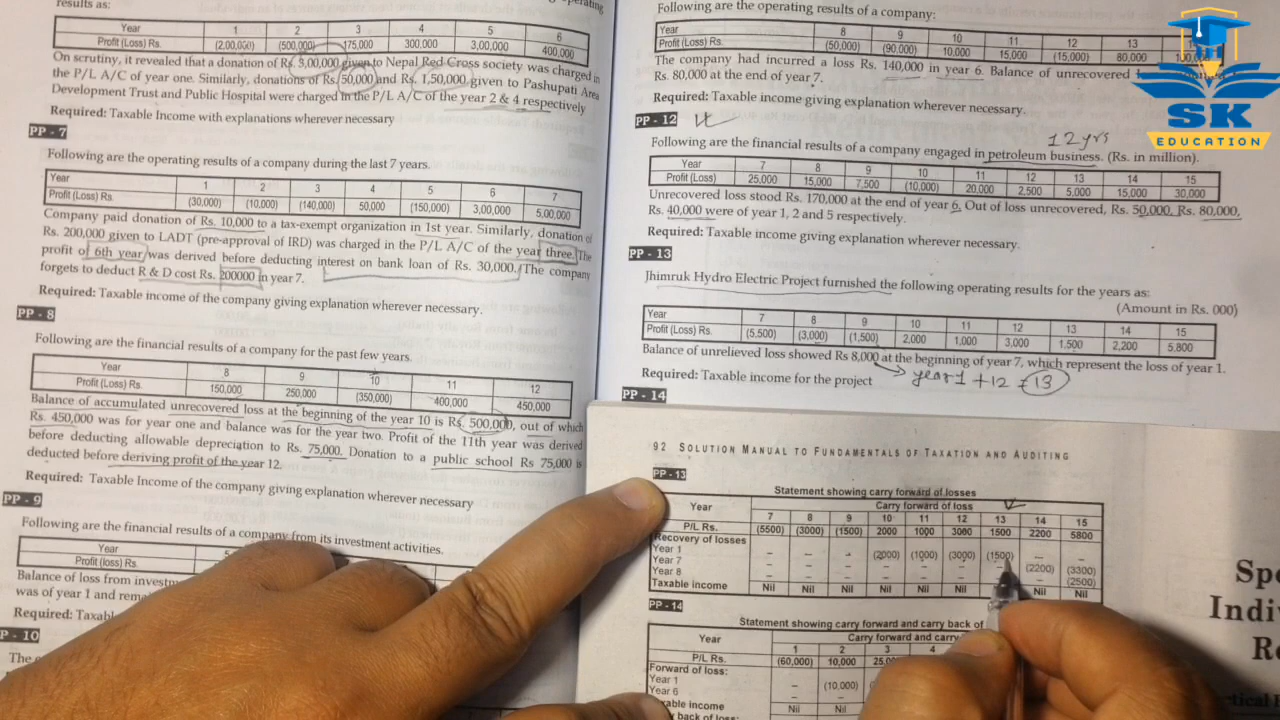 results as:
Year 1 2 3 4 5 6
Profit (Loss) Rs. (2,00,000) (500,000) 175,000 300,000 3,00,000 400,000
On scrutiny, it revealed that a donation of Rs. 3,00,000 given to Nepal Red Cross society was charged in
the P/L A/C of year one. Similarly, donations of Rs. 50,000 and Rs. 1,50,000 given to Pashupati Area
Development Trust and Public Hospital were charged in the P/L A/C of the year 2 & 4 respectively
Required: Taxable Income with explanations wherever necessary
PP - 7
Following are the operating results of a company during the last 7 years.
Year 1 2 3 4 5 6 7
Profit (Loss) Rs. (30,000) (10,000) (140,000) 50,000 (150,000) 3,00,000 5,00,000
Company paid donation of Rs. 10,000 to a tax-exempt organization in 1st year. Similarly, donation of
Rs. 200,000 given to LADT (pre-approval of IRD) was charged in the P/L A/C of the year three. The
profit of 6th year was derived before deducting interest on bank loan of Rs. 30,000. The company
forgets to deduct R & D cost Rs. 200000 in year 7.
Required: Taxable income of the company giving explanation wherever necessary.
PP - 8
Following are the financial results of a company for the past few years.
Year 8 9 10 11 12
Profit (Loss) Rs. 150,000 250,000 (350,000) 400,000 450,000
Balance of accumulated unrecovered loss at the beginning of the year 10 is Rs. 500,000, out of which
Rs. 450,000 was for year one and balance was for the year two. Profit of the 11th year was derived
before deducting allowable depreciation to Rs. 75,000. Donation to a public school Rs 75,000 is
deducted before deriving profit of the year 12.
Required: Taxable Income of the company giving explanation wherever necessary
PP - 9
Following are the financial results of a company from its investment activities.
Year
Profit (loss) Rs.
Balance of loss from
was of year 1 and
Required:
P - 10
The
Following are the operating results of a company:
Year 8 9 10 11 12 13
Profit (Loss) Rs. (50,000) (90,000) 10,000 15,000 (15,000) 80,000
The company had incurred a loss Rs. 140,000 in year 6. Balance of unrecovered
Rs. 80,000 at the end of year 7.
Required: Taxable income giving explanation wherever necessary.
PP - 12
12 yrs
Following are the financial results of a company engaged in petroleum business. (Rs. in million).
Year 7 8 9 10 11 12 13 14 15
Profit (Loss) 25,000 15,000 7,500 (10,000) 20,000 2,500 5,000 15,000 30,000
Unrecovered loss stood Rs. 170,000 at the end of year 6. Out of loss unrecovered, Rs. 50,000, Rs. 80,000,
Rs. 40,000 were of year 1, 2 and 5 respectively.
Required: Taxable income giving explanation wherever necessary.
PP - 13
Jhimruk Hydro Electric Project furnished the following operating results for the years as:
(Amount in Rs. 000)
Year 7 8 9 10 11 12 13 14 15
Profit (Loss) Rs. (5,500) (3,000) (1,500) 2,000 1,000 3,000 1,500 2,200 5.800
Balance of unrelieved loss showed Rs 8,000 at the beginning of year 7, which represent the loss of year 1.
Required: Taxable income for the project
year 1 + 12 = 13
PP - 14
SK
EDUCATION
92 SOLUTION MANUAL TO FUNDAMENTALS OF TAXATION AND AUDITING
PP - 13
Statement showing carry forward of losses
Year Carry forward of loss
7 8 9 10 11 12 13 14 15
P/L Rs. (5500) (3000) (1500) 2000 1000 3000 1500 2200 5800
Recovery of losses
Year 1 – – - (2000) (1000) (3000) (1500) – –
Year 7 – – – – – – – (2200) (3300)
Year 8 – – – – – – – (2500)
Taxable income Nil Nil Nil Nil Nil Nil Nil Nil
PP - 14
Statement showing carry forward and carry back of
Year Carry forward and carry
1 2 3 4
P/L Rs. (60,000) 10,000
Forward of loss:
Year 1 – (10,000)
Year 6 – –
income Nil Nil
back of loss:
Spe
Indi
Re